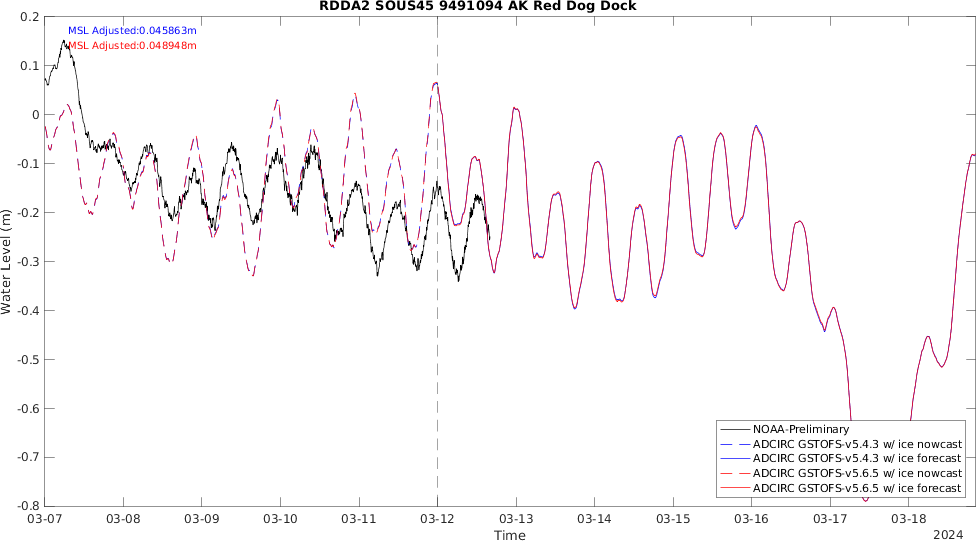 RDDA2 SOUS45 9491094 AK Red Dog Dock
MSL Adjusted:0.045863m
MSL Adjusted:0.048948m
Water Level (m)
0.2
0.1
0
-0.1
-0.2
-0.3
-0.4
-0.5
-0.6
-0.7
-0.8
NOAA-Preliminary
ADCIRC GSTOFS-v5.4.3 w/ ice nowcast
ADCIRC GSTOFS-v5.4.3 w/ ice forecast
ADCIRC GSTOFS-v5.6.5 w/ ice nowcast
ADCIRC GSTOFS-v5.6.5 w/ ice forecast
03-07 03-08 03-09 03-10 03-11 03-12 03-13 03-14 03-15 03-16 03-17 03-18
Time
2024